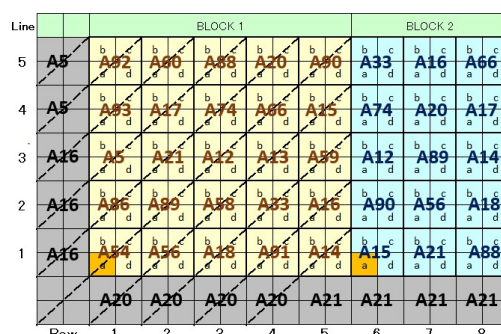 BLOCK 1 BLOCK 2
Line
5 A5 A92 A60 A88 A20 A90 A33 A16 A66
b c b c b c b c b c b c b c b c
a d a d a d a d a d a d a d a d
4 A5 A93 A17 A74 A66 A15 A74 A20 A17
b c b c b c b c b c b c b c b c
a d a d a d a d a d a d a d a d
3 A16 A5 A21 A12 A13 A59 A12 A89 A14
b c b c b c b c b c b c b c b c
a d a d a d a d a d a d a d a d
2 A16 A86 A89 A58 A33 A16 A90 A56 A18
b c b c b c b c b c b c b c b c
a d a d a d a d a d a d a d a d
1 A16 A54 A56 A18 A91 A14 A15 A21 A88
b c b c b c b c b c b c b c b c
a d a d a d a d a d a d a d a d
A20 A20 A20 A20 A21 A21 A21 A21
Row 1 2 3 4 5 6 7 8